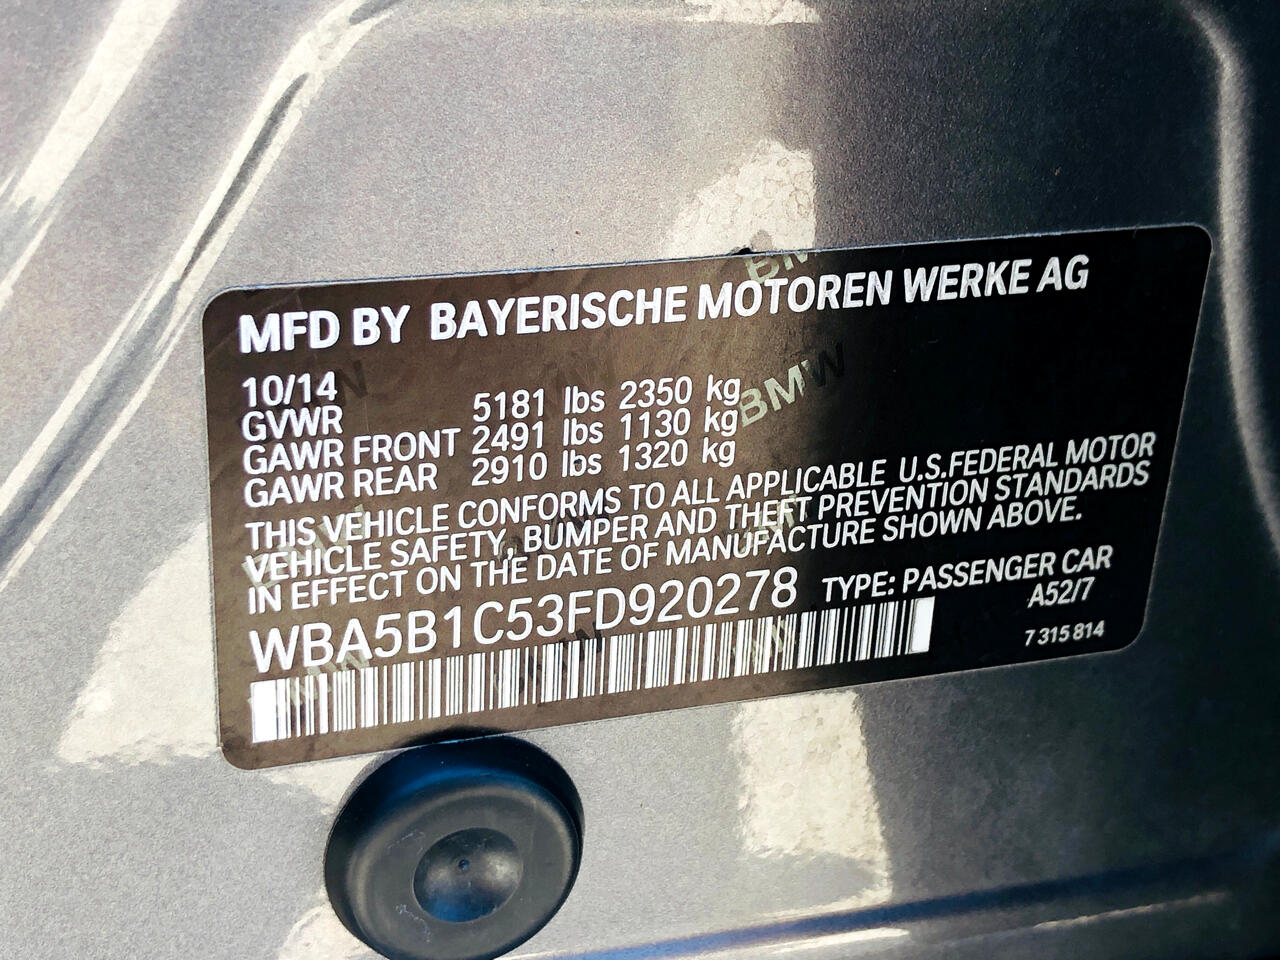 MFD BY BAYERISCHE MOTOREN WERKE AG
10/14
GVWR 5181 lbs 2350 kg
GAWR FRONT 2491 lbs 1130 kg
GAWR REAR 2910 lbs 1320 kg
THIS VEHICLE CONFORMS TO ALL APPLICABLE U.S.FEDERAL MOTOR
VEHICLE SAFETY, BUMPER AND THEFT PREVENTION STANDARDS
IN EFFECT ON THE DATE OF MANUFACTURE SHOWN ABOVE.
WBA5B1C53FD920278 TYPE: PASSENGER CAR
A52/7
7 315 814
BMW